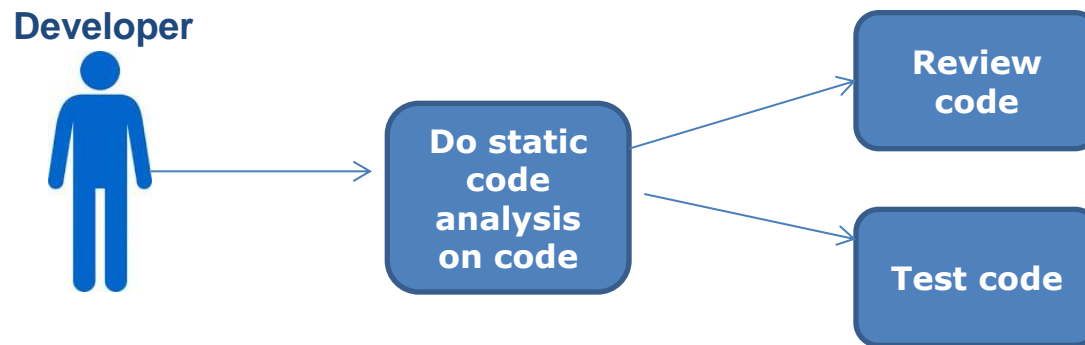 Developer
Do static
code
analysis
on code
Review
code
Test code